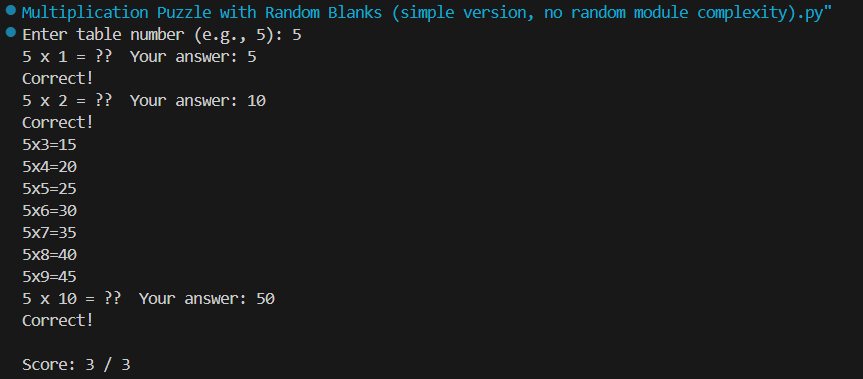 Multiplication Puzzle with Random Blanks (simple version, no random module complexity).py"
Enter table number (e.g., 5): 5
5 x 1 = ??  Your answer: 5
Correct!
5 x 2 = ??  Your answer: 10
Correct!
5x3=15
5x4=20
5x5=25
5x6=30
5x7=35
5x8=40
5x9=45
5 x 10 = ??  Your answer: 50
Correct!

Score: 3 / 3